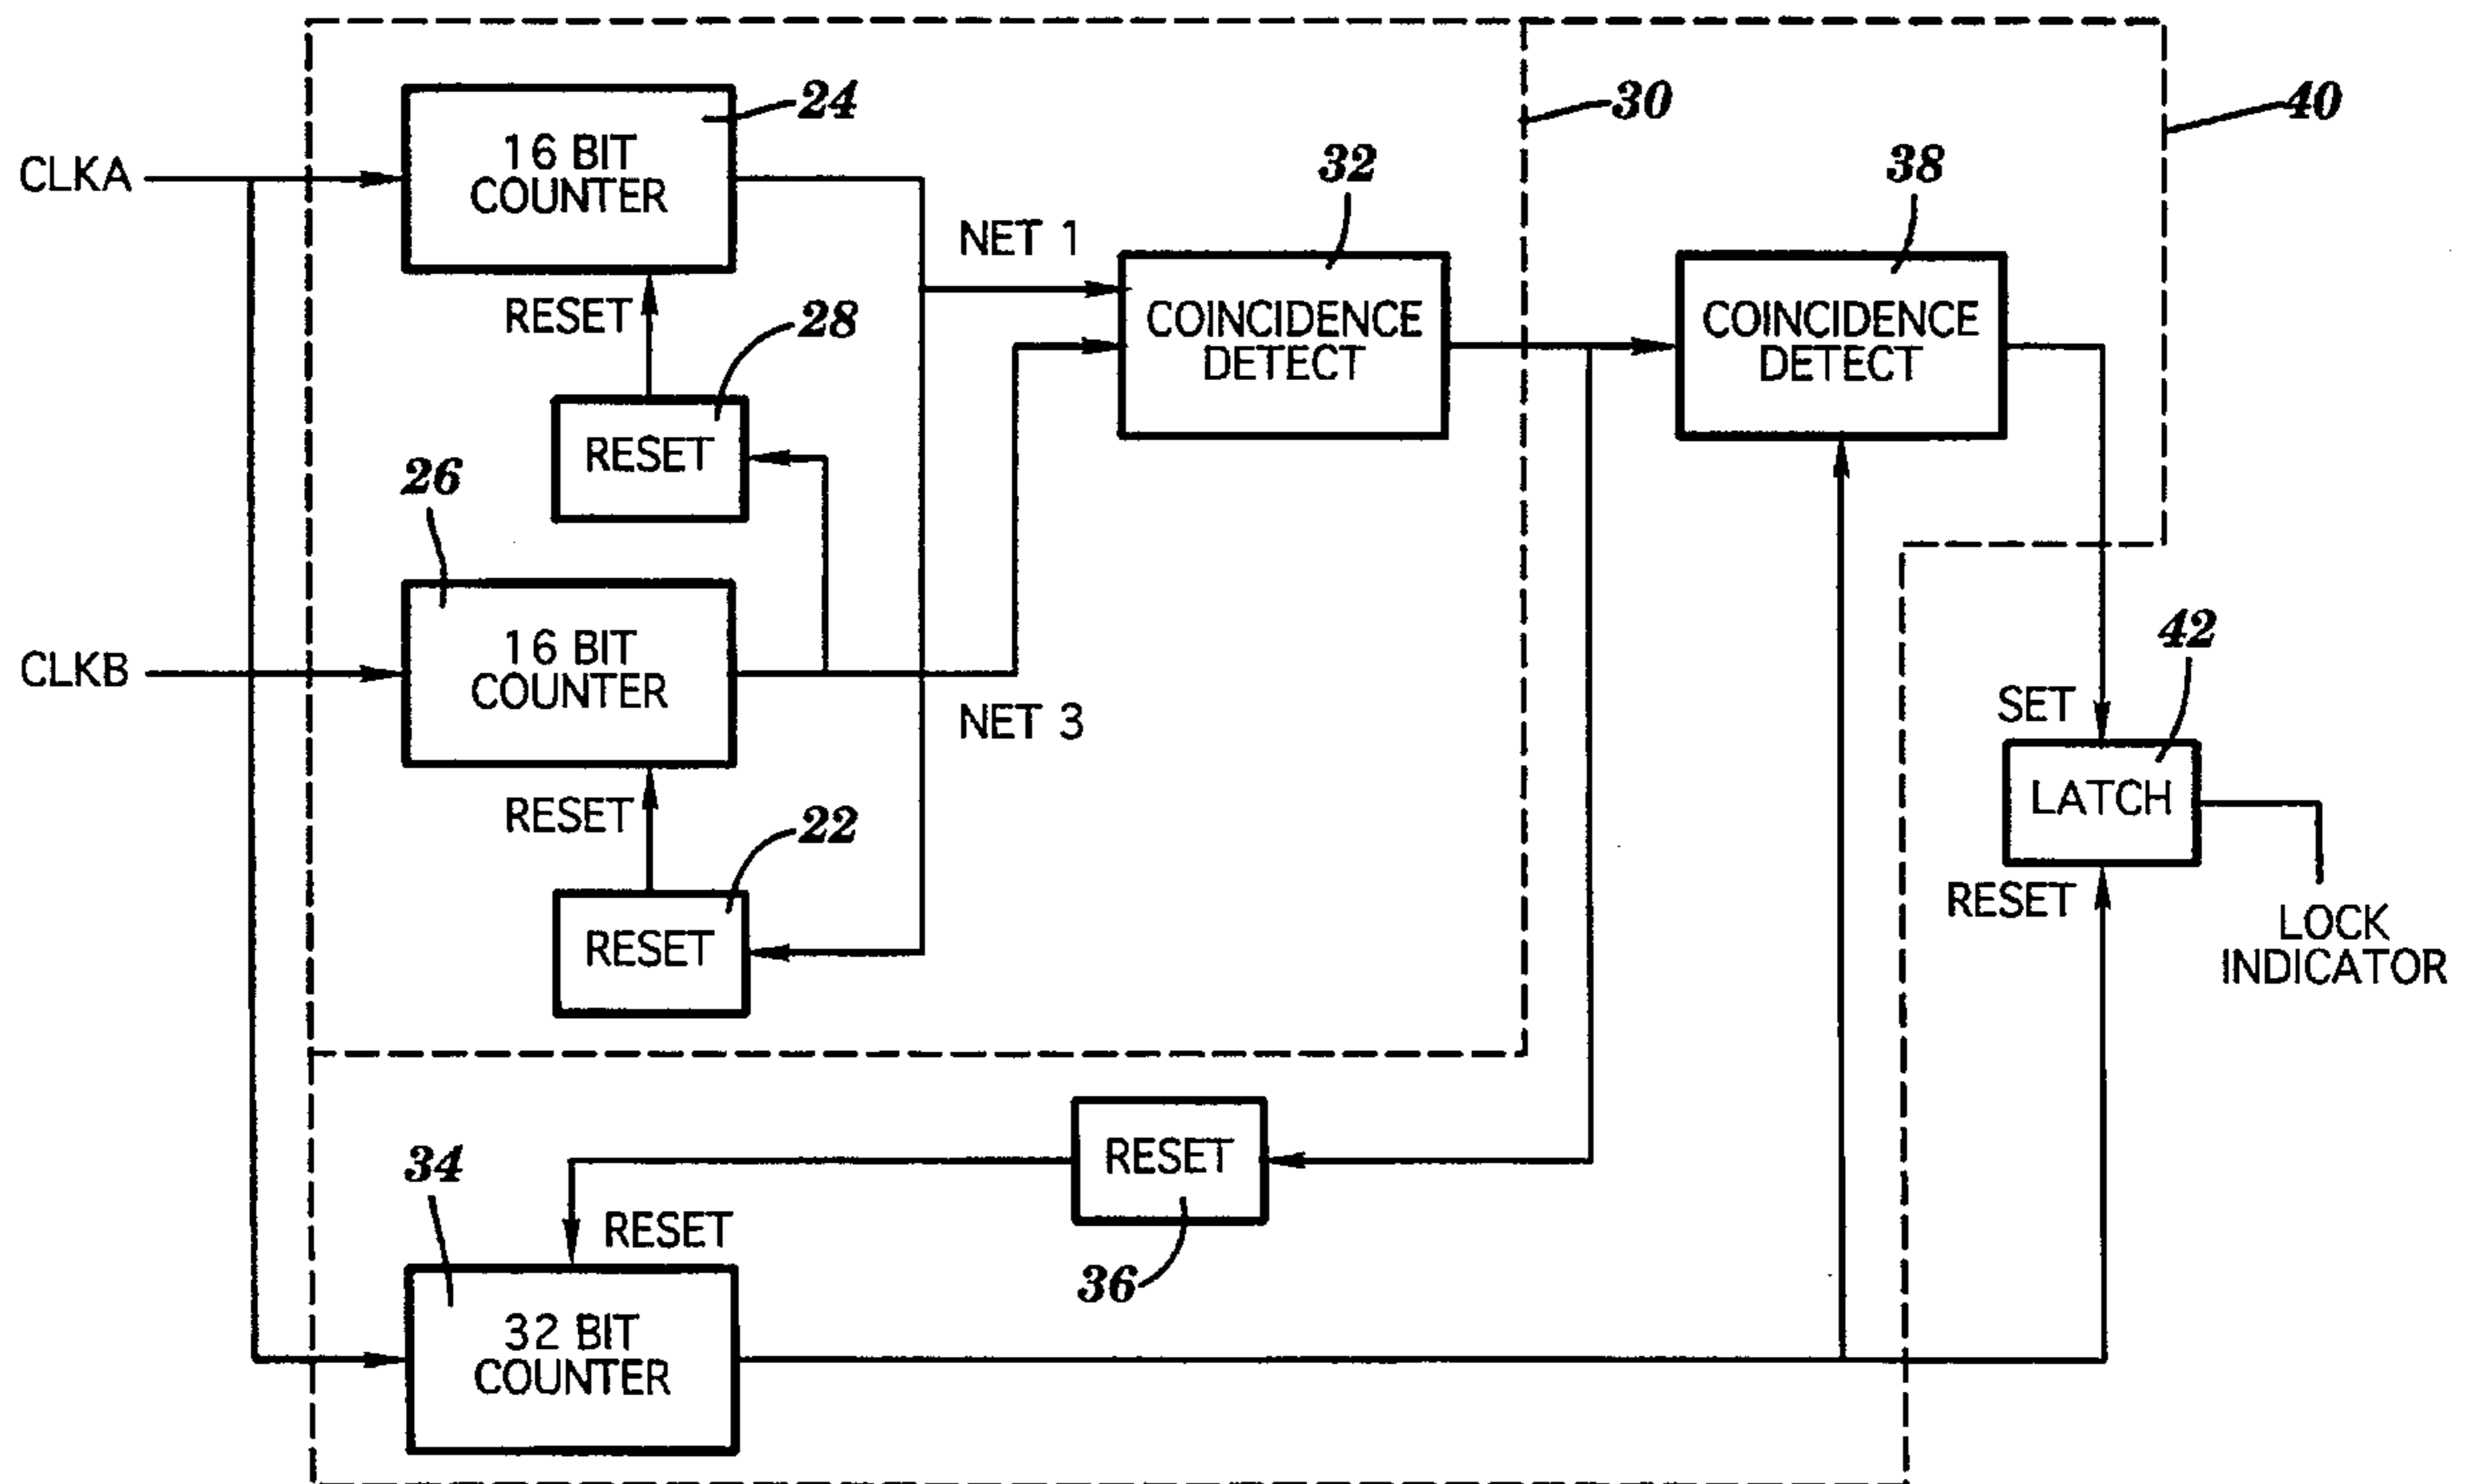 24
30
40
CLKA
16 BIT
COUNTER
32
38
NET 1
RESET
28
COINCIDENCE
DETECT
COINCIDENCE
DETECT
RESET
26
CLKB
16 BIT
COUNTER
42
NET 3
SET
RESET
22
LATCH
RESET
RESET
LOCK
INDICATOR
34
RESET
RESET
36
32 BIT
COUNTER